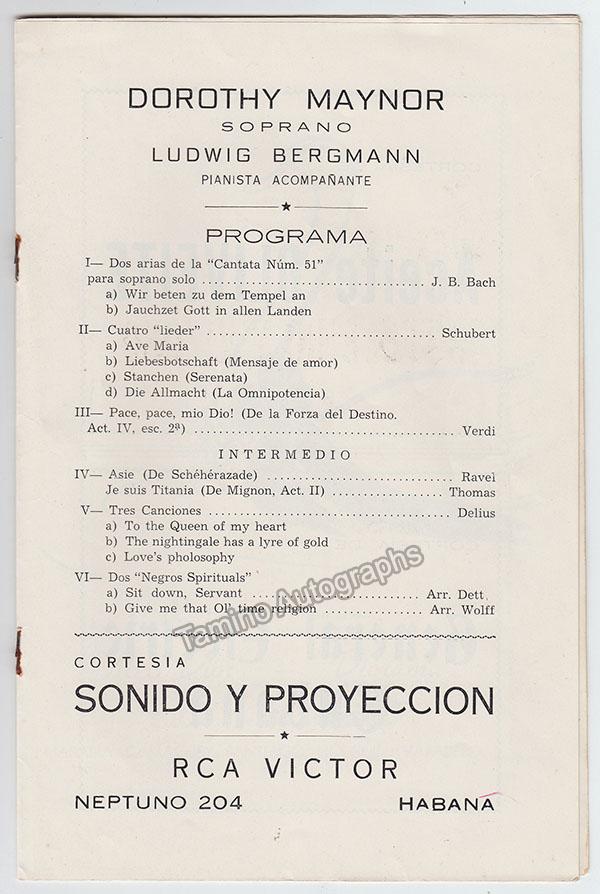 DOROTHY MAYNOR
SOPRANO
LUDWIG BERGMANN
PIANISTA ACOMPAÑANTE
PROGRAMA
I— Dos arias de la "Cantata Núm. 51"
para soprano solo ........ J. B. Bach
a) Wir beten zu dem Tempel an
b) Jauchzet Gott in allen Landen
II— Cuatro "lieder" ........ Schubert
a) Ave Maria
b) Liebesbotschaft (Mensaje de amor)
c) Stanchen (Serenata)
d) Die Allmacht (La Omnipotencia)
III— Pace, pace, mio Dio! (De la Forza del Destino.
Act. IV, esc. 2ª) ........ Verdi
INTERMEDIO
IV— Asie (De Schéhérazade) ........ Ravel
Je suis Titania (De Mignon, Act. II) ........ Thomas
V— Tres Canciones ........ Delius
a) To the Queen of my heart
b) The nightingale has a lyre of gold
c) Love's pholosophy
VI— Dos "Negros Spirituals"
a) Sit down, Servant ........ Arr. Dett
b) Give me that Ol' time religion ........ Arr. Wolff
Tamino Autographs
CORTESIA
SONIDO Y PROYECCION
RCA VICTOR
NEPTUNO 204 HABANA